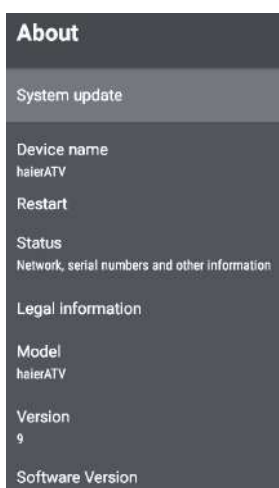 About
System update
Device name
haierATV
Restart
Status
Network, serial numbers and other information
Legal information
Model
haierATV
Version
9
Software Version